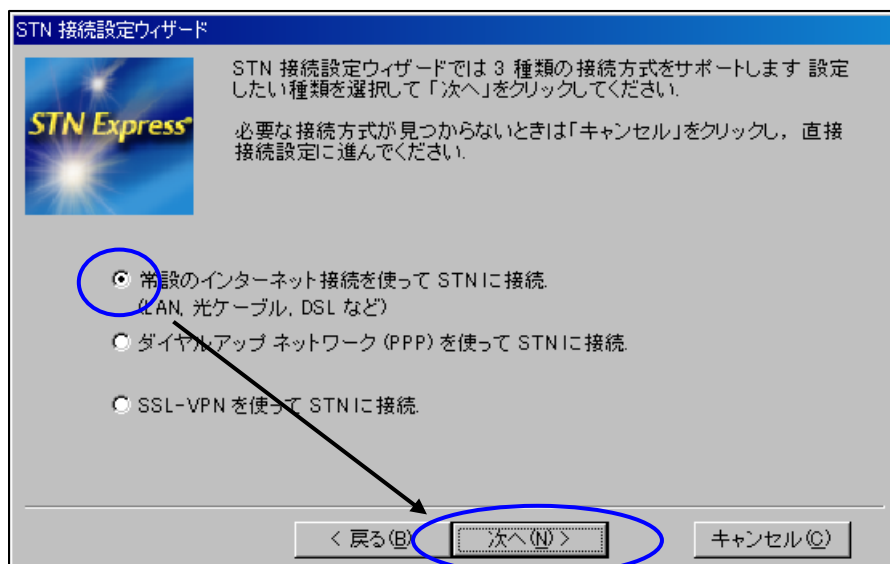 STN 接続設定ウィザード
STN 接続設定ウィザードでは 3 種類の接続方式をサポートします 設定
したい種類を選択して「次へ」をクリックしてください.
STN Express
必要な接続方式が見つからないときは「キャンセル」をクリックし，直接
接続設定に進んでください.
常設のインターネット接続を使って STNに接続.
(LAN, 光ケーブル, DSL など)
ダイヤルアップ ネットワーク (PPP) を使って STNに接続.
SSL-VPN を使って STNに接続.
< 戻る(B)
次へ(N) >
キャンセル(C)